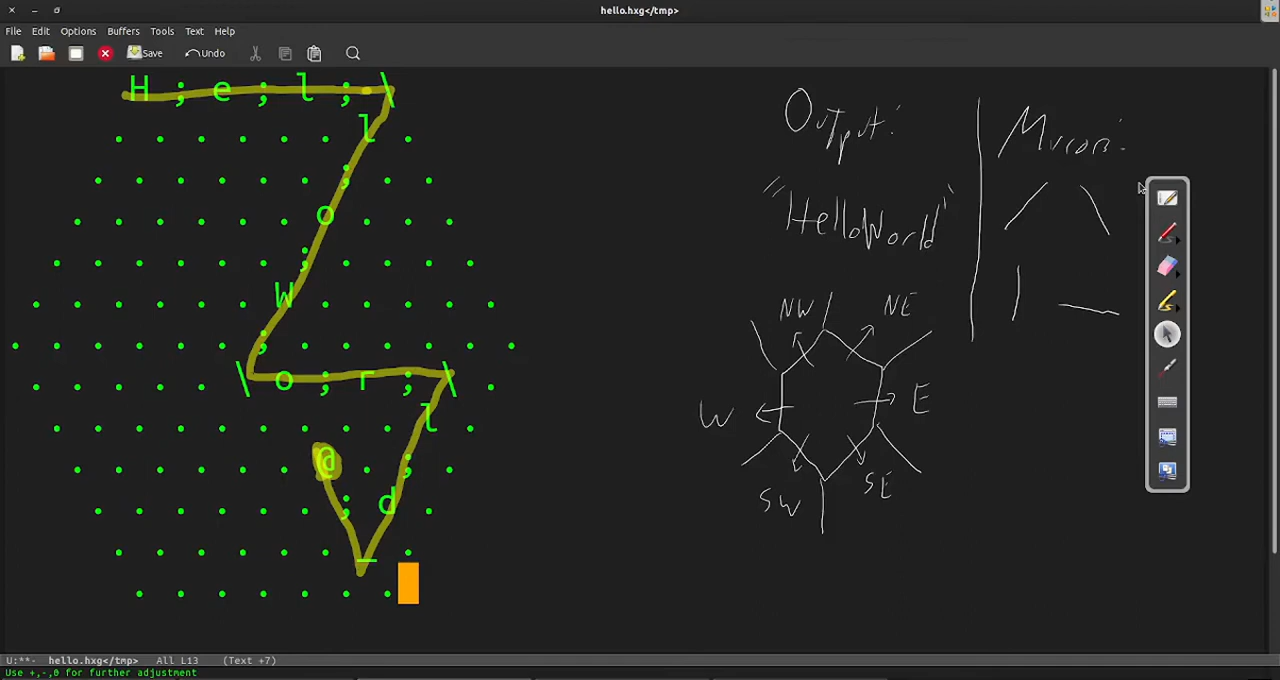 hello.hxg</tmp>
File Edit Options Buffers Tools Text Help
Save Undo
H ; e ; l ; \
. . . . . . l .
. . . . . . ; . .
. . . . . . o . . .
. . . . . . ; . . . .
. . . . . . W . . . . .
. . . . . . ; . . . . . .
. . . . . \ o ; r ; \ .
. . . . . . . . . l .
. . . . . . @ . ; .
. . . . . . ; d .
. . . . . . _ .
. . . . . . .
Output:
"HelloWorld"
Mirrors:
/ \
| _
NW NE
W E
SW SE
U:**- hello.hxg</tmp> All L13 (Text +7)
Use +,-,0 for further adjustment